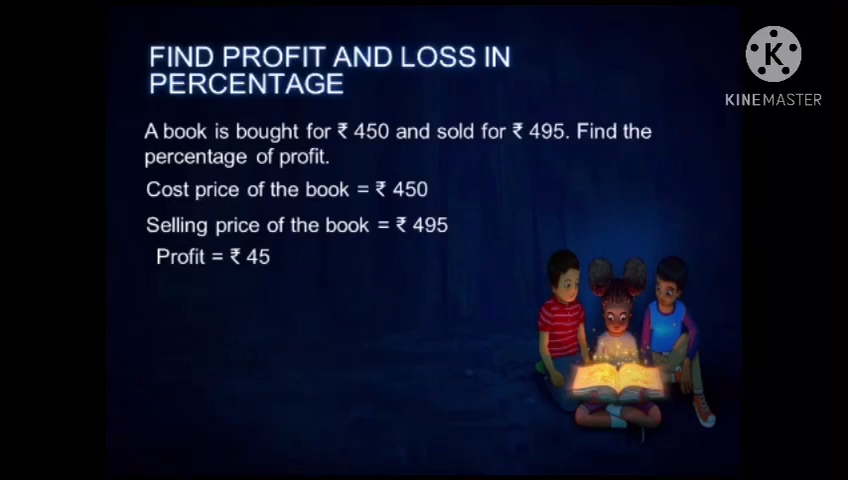 FIND PROFIT AND LOSS IN
PERCENTAGE
A book is bought for ₹ 450 and sold for ₹ 495. Find the
percentage of profit.
Cost price of the book = ₹ 450
Selling price of the book = ₹ 495
Profit = ₹ 45
K
KINEMASTER